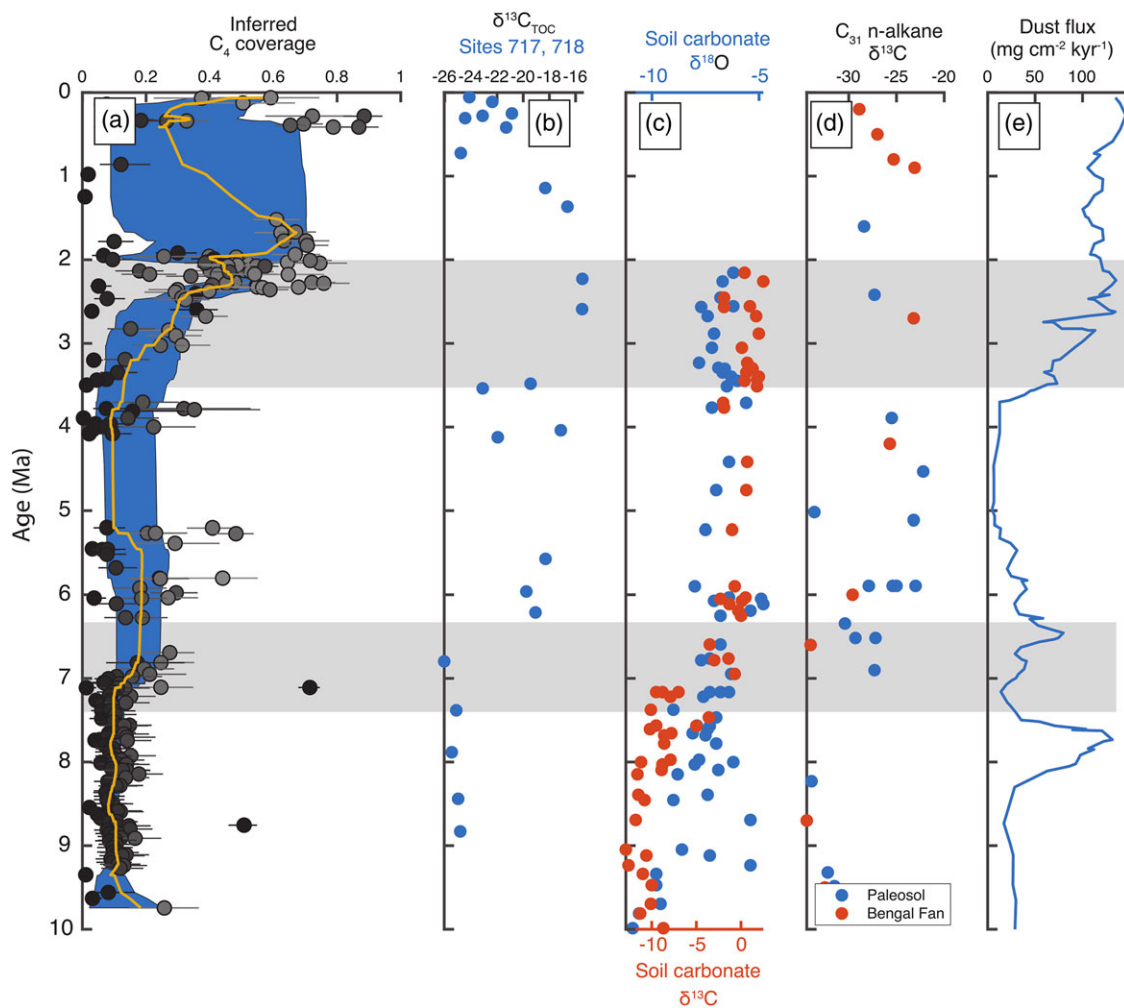 Inferred
C₄ coverage
δ¹³C_TOC
Sites 717, 718
Soil carbonate
δ¹⁸O
C₃₁ n-alkane
δ¹³C
Dust flux
(mg cm⁻² kyr⁻¹)
0 0.2 0.4 0.6 0.8 1
-26 -24 -22 -20 -18 -16
-10 -5
-30 -25 -20
0 50 100
(a)
(b)
(c)
(d)
(e)
Age (Ma)
0
1
2
3
4
5
6
7
8
9
10
Paleosol
Bengal Fan
-10 -5 0
Soil carbonate
δ¹³C